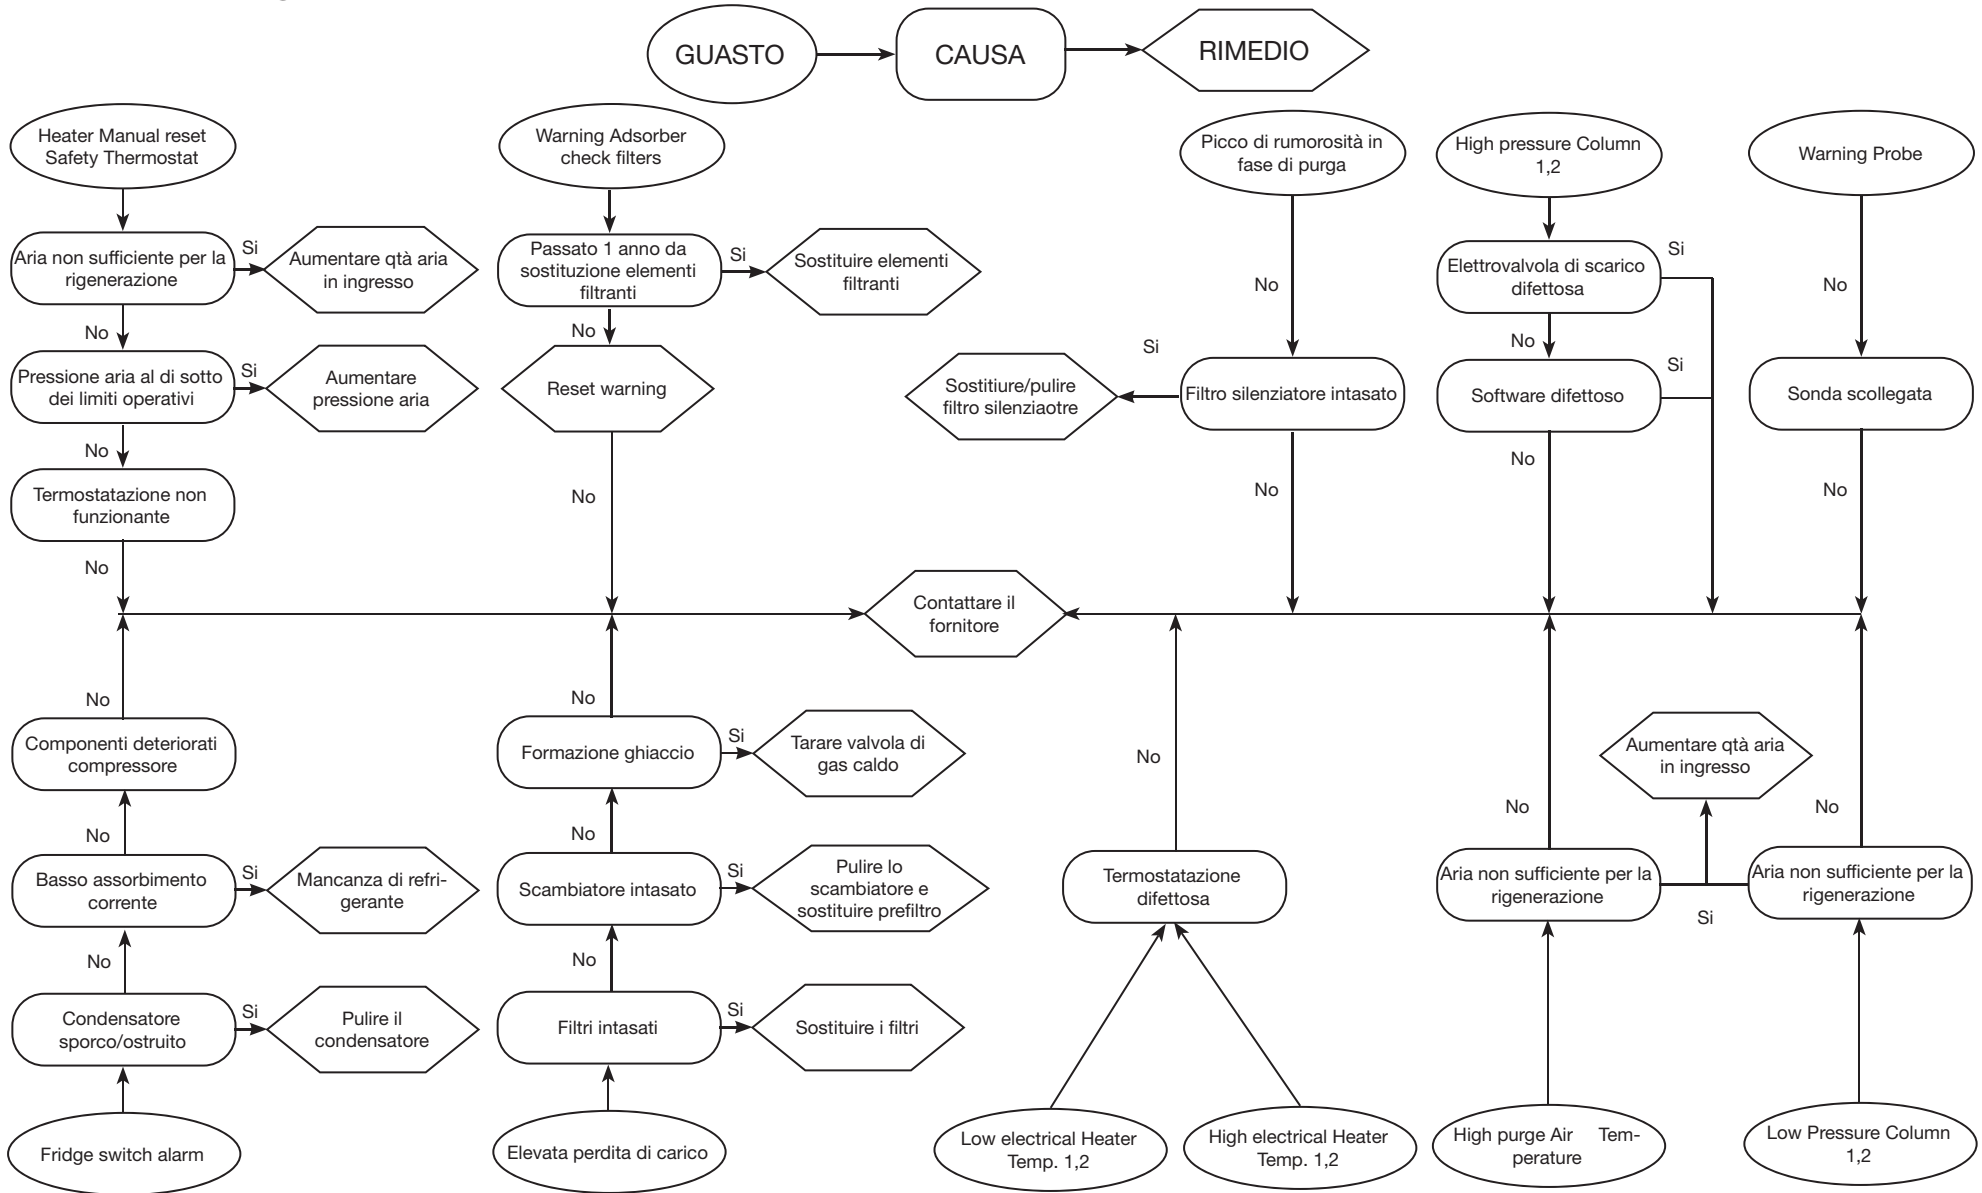 GUASTO
CAUSA
RIMEDIO
Heater Manual reset
Safety Thermostat
Warning Adsorber
check filters
Picco di rumorosità in
fase di purga
High pressure Column
1,2
Warning Probe
Aria non sufficiente per la
rigenerazione
Si
Aumentare qtà aria
in ingresso
Passato 1 anno da
sostituzione elementi
filtranti
Si
Sostituire elementi
filtranti
No
Elettrovalvola di scarico
difettosa
Si
No
No
No
No
Pressione aria al di sotto
dei limiti operativi
Si
Aumentare
pressione aria
Reset warning
Sostitiure/pulire
filtro silenziaotre
Si
Filtro silenziatore intasato
Software difettoso
Si
Sonda scollegata
No
No
Termostatazione non
funzionante
No
No
No
No
Contattare il
fornitore
No
No
Componenti deteriorati
compressore
Formazione ghiaccio
Si
Tarare valvola di
gas caldo
No
Aumentare qtà aria
in ingresso
No
No
No
No
Basso assorbimento
corrente
Si
Mancanza di refri-
gerante
Scambiatore intasato
Si
Pulire lo
scambiatore e
sostituire prefiltro
Termostatazione
difettosa
Aria non sufficiente per la
rigenerazione
Si
Aria non sufficiente per la
rigenerazione
No
No
Condensatore
sporco/ostruito
Si
Pulire il
condensatore
Filtri intasati
Si
Sostituire i filtri
Fridge switch alarm
Elevata perdita di carico
Low electrical Heater
Temp. 1,2
High electrical Heater
Temp. 1,2
High purge Air Tem-
perature
Low Pressure Column
1,2